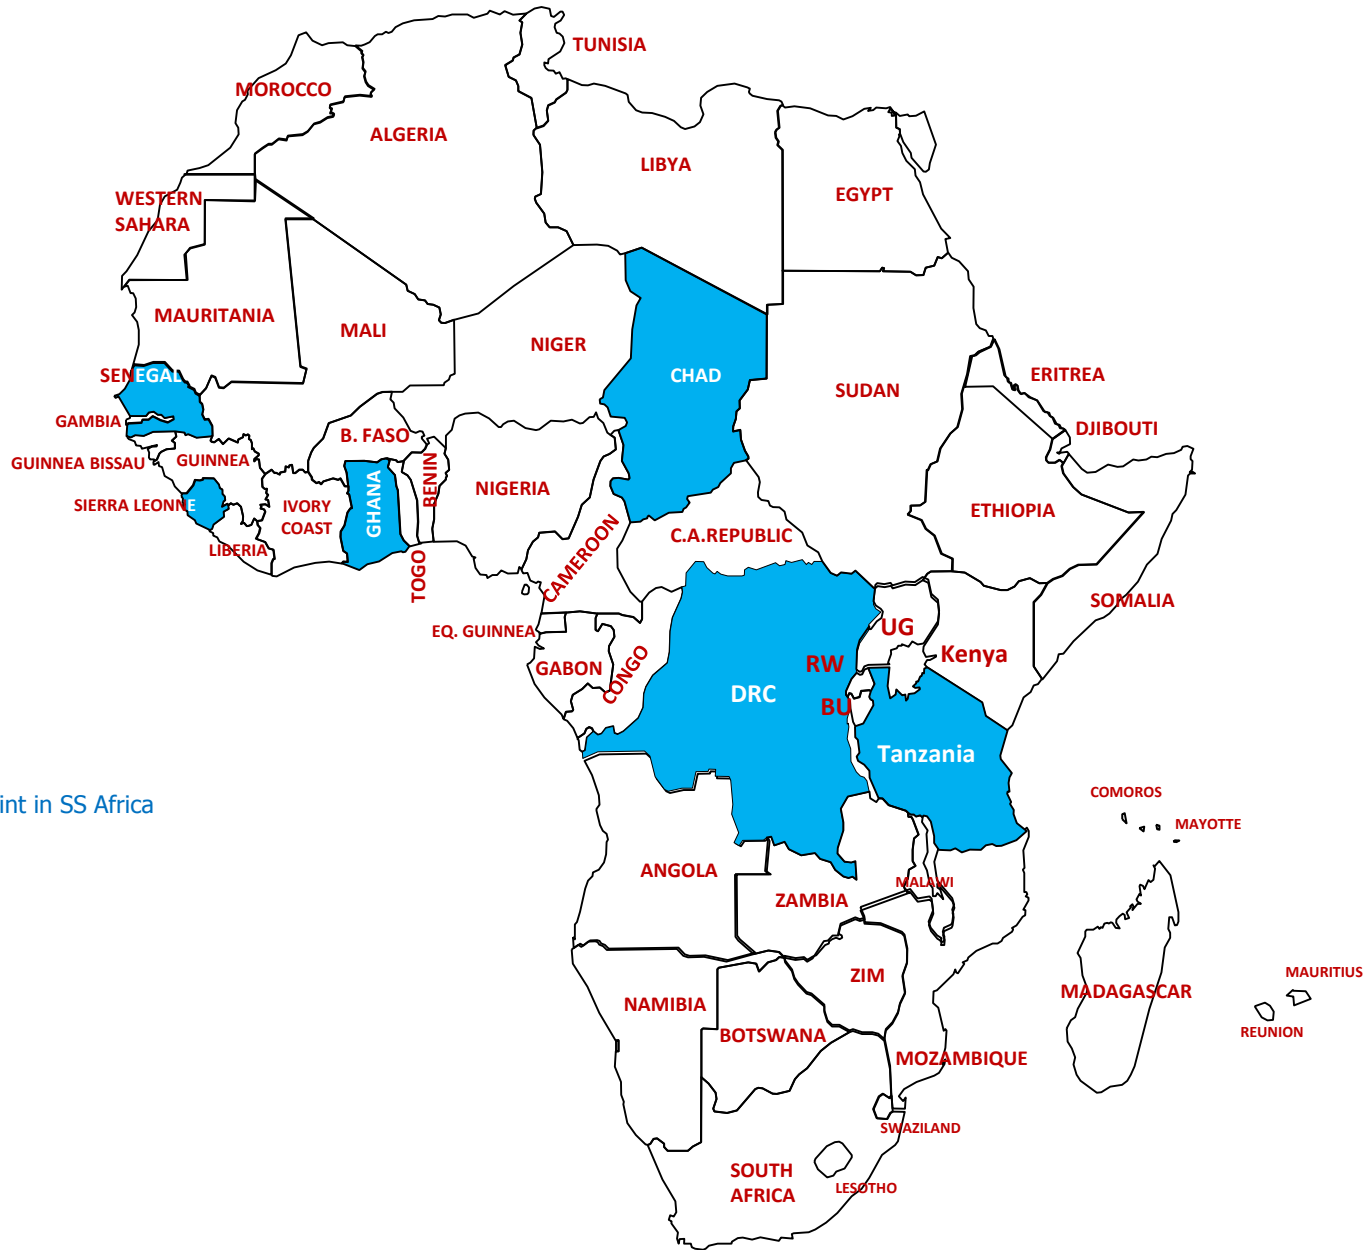 TUNISIA
MOROCCO
ALGERIA
LIBYA
EGYPT
WESTERN
SAHARA
MAURITANIA
MALI
NIGER
CHAD
SUDAN
ERITREA
SENEGAL
GAMBIA
B. FASO
DJIBOUTI
GUINNEA BISSAU
GUINNEA
BENIN
NIGERIA
SIERRA LEONNE
IVORY
COAST
GHANA
ETHIOPIA
C.A.REPUBLIC
LIBERIA
TOGO
CAMEROON
SOMALIA
EQ. GUINNEA
UG
Kenya
GABON
CONGO
RW
DRC
BU
Tanzania
int in SS Africa
COMOROS
MAYOTTE
ANGOLA
MALAWI
ZAMBIA
ZIM
MAURITIUS
MADAGASCAR
NAMIBIA
REUNION
BOTSWANA
MOZAMBIQUE
SWAZILAND
SOUTH
AFRICA
LESOTHO